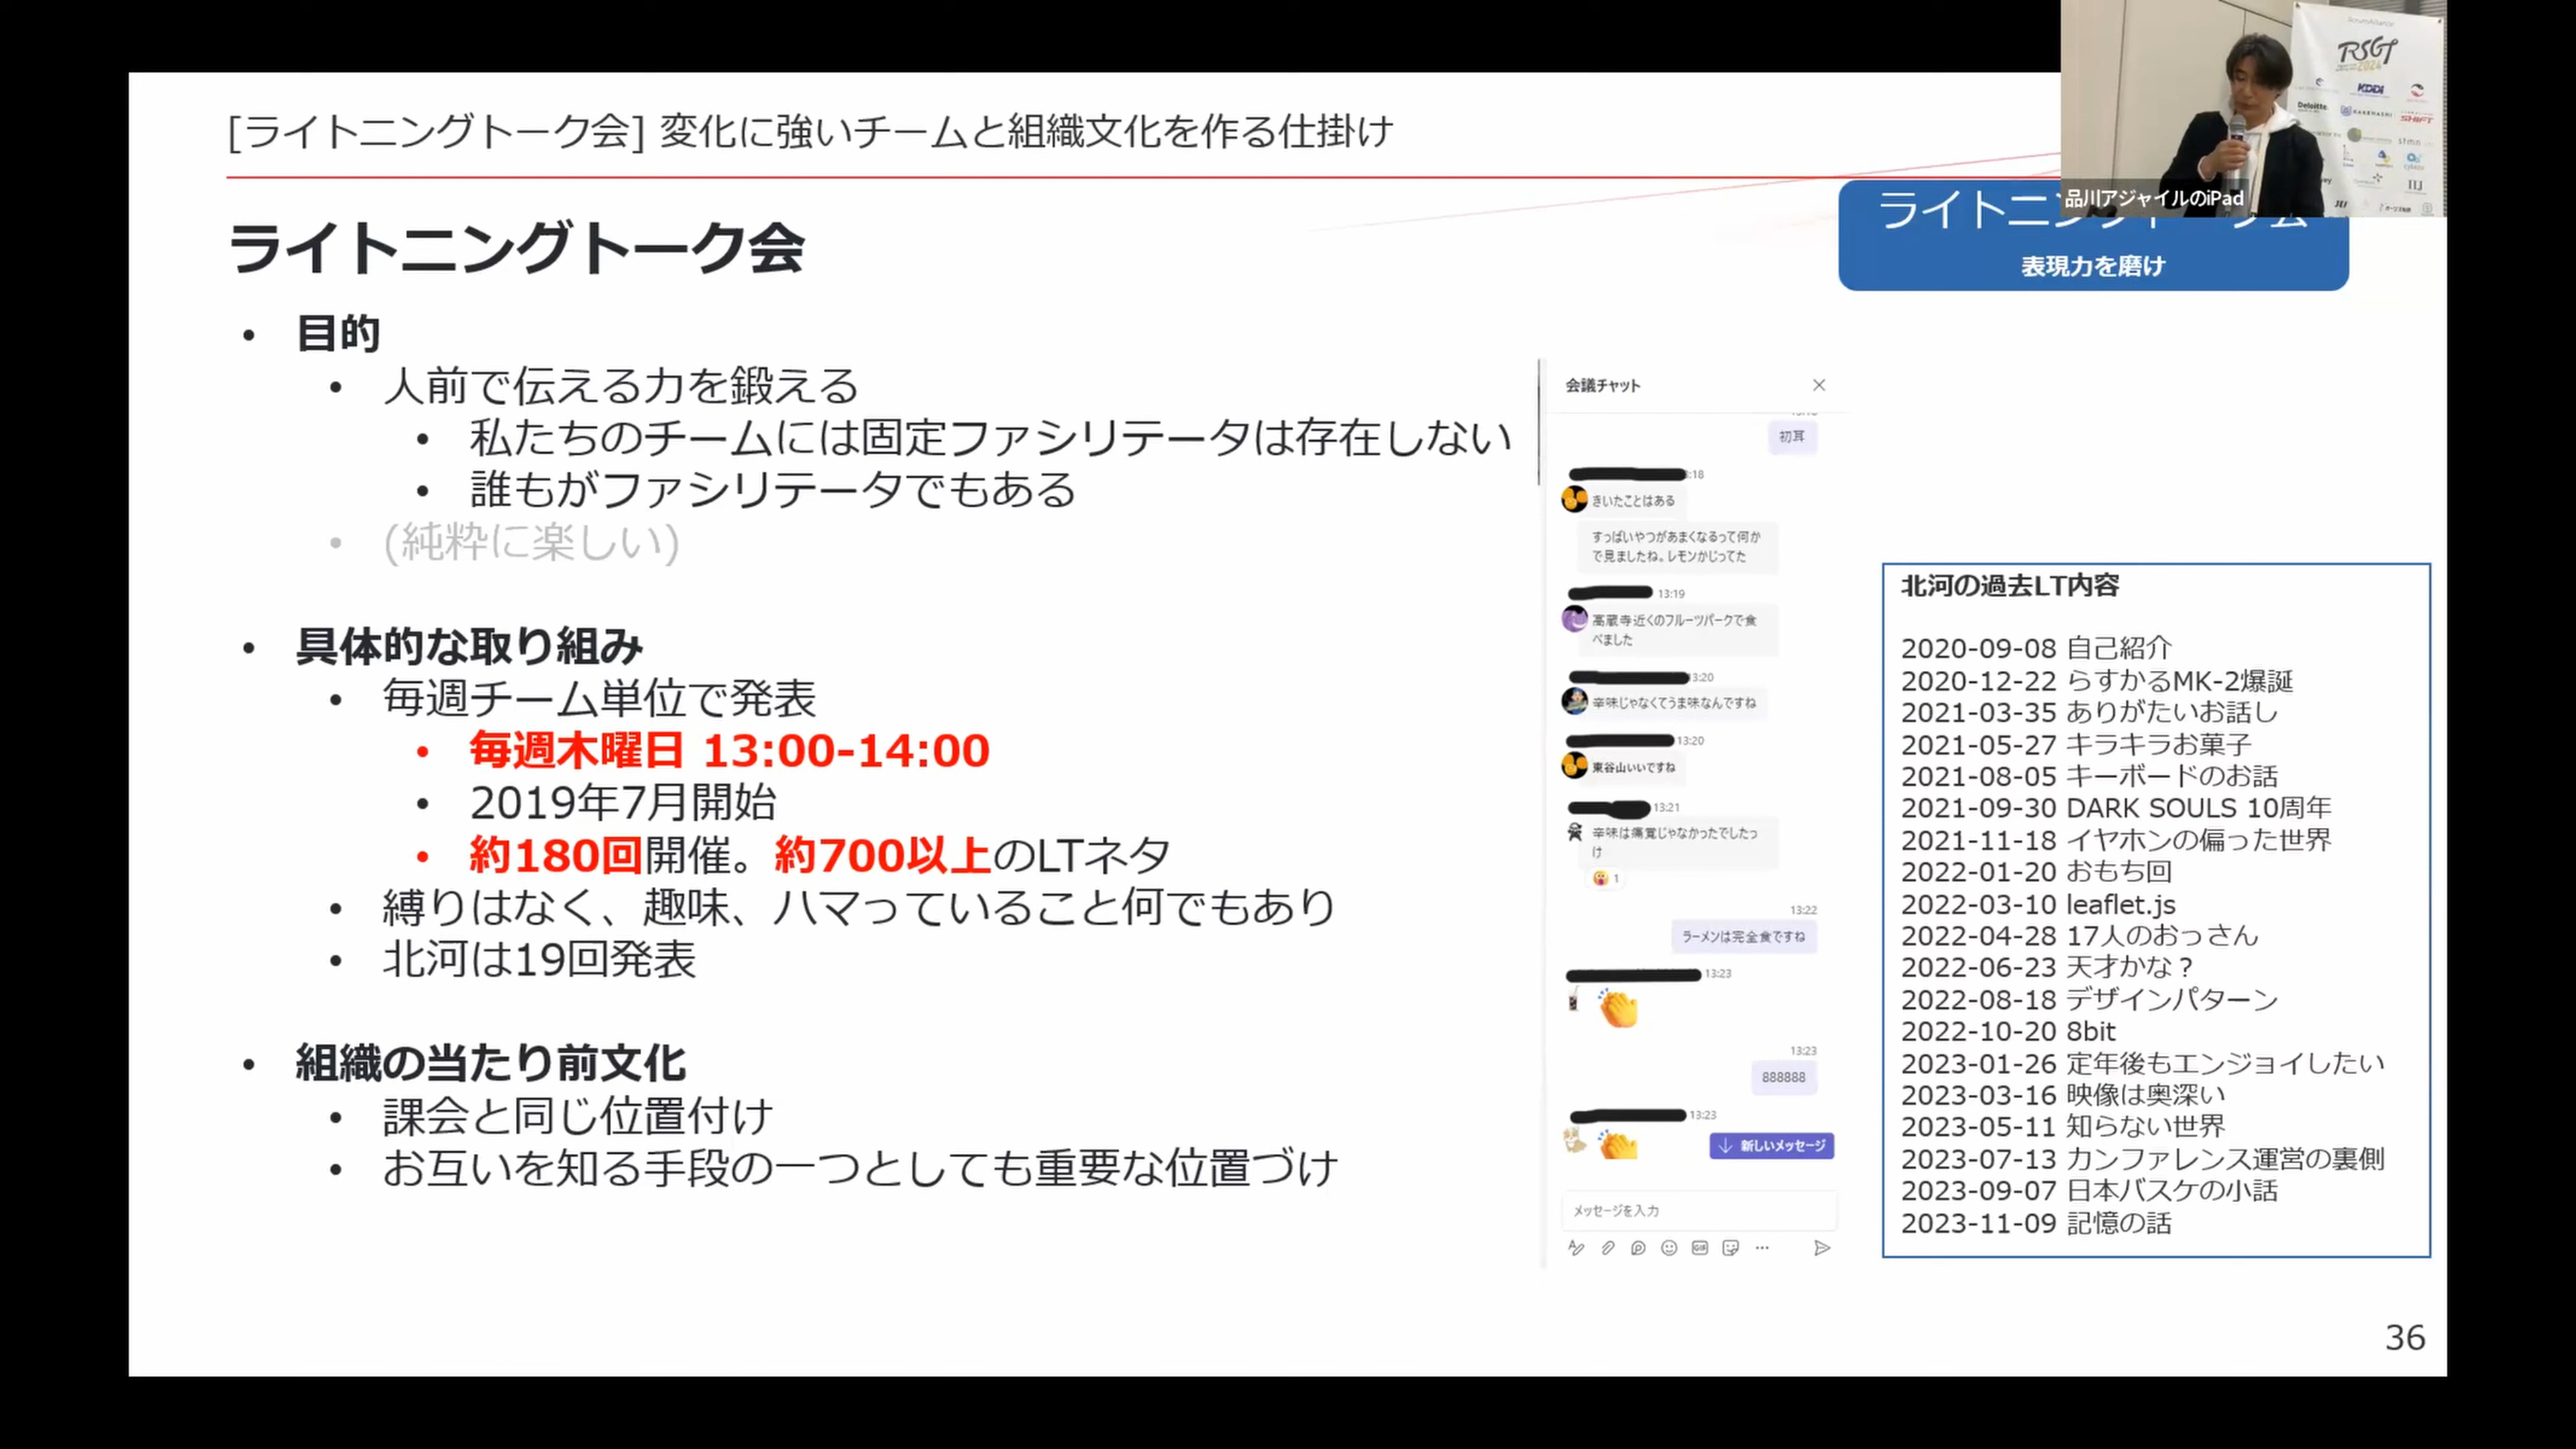 [ライトニングトーク会] 変化に強いチームと組織文化を作る仕掛け
RSGT
2024
KDDI
Deloitte.
KAKEHASHI
SHIFT
IIJ
品川アジャイルのiPad
表現力を磨け
ライトニングトーク会
• 目的
• 人前で伝える力を鍛える
• 私たちのチームには固定ファシリテータは存在しない
• 誰もがファシリテータでもある
• (純粋に楽しい)
• 具体的な取り組み
• 毎週チーム単位で発表
• 毎週木曜日 13:00-14:00
• 2019年7月開始
• 約180回開催。約700以上のLTネタ
• 縛りはなく、趣味、ハマっていること何でもあり
• 北河は19回発表
• 組織の当たり前文化
• 課会と同じ位置付け
• お互いを知る手段の一つとしても重要な位置づけ
会議チャット
初耳
:18
きいたことはある
すっぱいやつがあまくなるって何か
で見ましたね。レモンかじってた
13:19
高蔵寺近くのフルーツパークで食
べました
13:20
辛味じゃなくてうま味なんですね
13:20
東谷山いいですね
13:21
辛味は痛覚じゃなかったでしたっ
け
1
13:22
ラーメンは完全食ですね
13:23
13:23
888888
13:23
新しいメッセージ
メッセージを入力
GIF
北河の過去LT内容
2020-09-08 自己紹介
2020-12-22 らすかるMK-2爆誕
2021-03-35 ありがたいお話し
2021-05-27 キラキラお菓子
2021-08-05 キーボードのお話
2021-09-30 DARK SOULS 10周年
2021-11-18 イヤホンの偏った世界
2022-01-20 おもち回
2022-03-10 leaflet.js
2022-04-28 17人のおっさん
2022-06-23 天才かな？
2022-08-18 デザインパターン
2022-10-20 8bit
2023-01-26 定年後もエンジョイしたい
2023-03-16 映像は奥深い
2023-05-11 知らない世界
2023-07-13 カンファレンス運営の裏側
2023-09-07 日本バスケの小話
2023-11-09 記憶の話
36